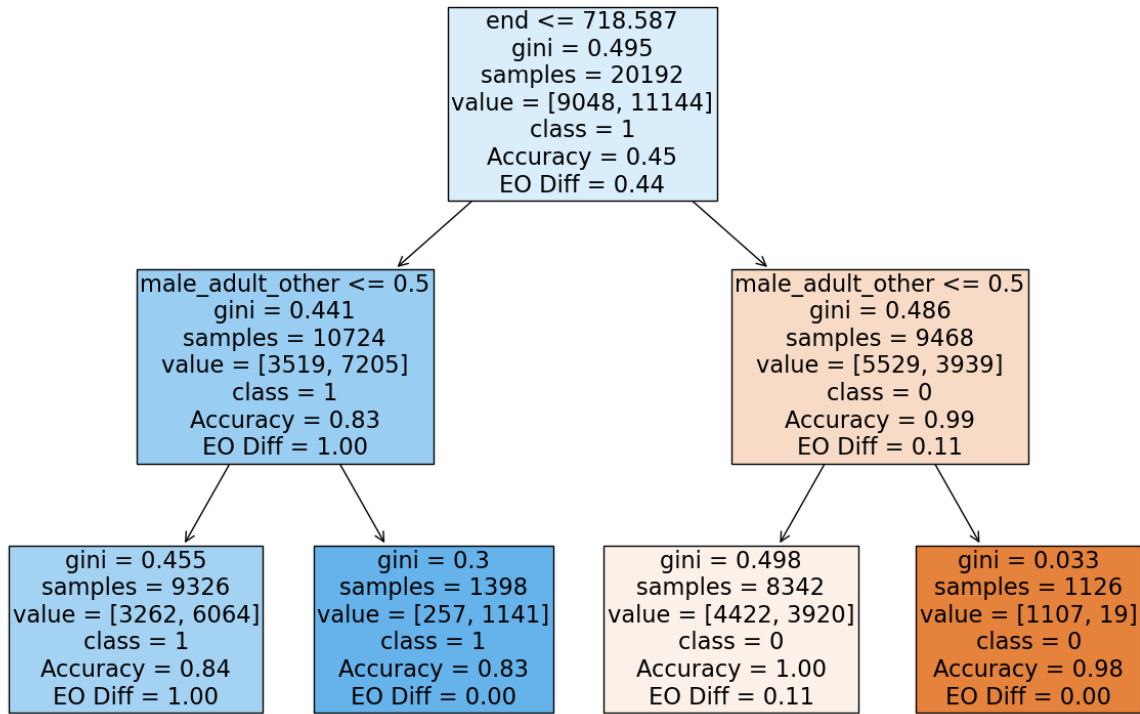 end <= 718.587
gini = 0.495
samples = 20192
value = [9048, 11144]
class = 1
Accuracy = 0.45
EO Diff = 0.44
male_adult_other <= 0.5
gini = 0.441
samples = 10724
value = [3519, 7205]
class = 1
Accuracy = 0.83
EO Diff = 1.00
male_adult_other <= 0.5
gini = 0.486
samples = 9468
value = [5529, 3939]
class = 0
Accuracy = 0.99
EO Diff = 0.11
gini = 0.455
samples = 9326
value = [3262, 6064]
class = 1
Accuracy = 0.84
EO Diff = 1.00
gini = 0.3
samples = 1398
value = [257, 1141]
class = 1
Accuracy = 0.83
EO Diff = 0.00
gini = 0.498
samples = 8342
value = [4422, 3920]
class = 0
Accuracy = 1.00
EO Diff = 0.11
gini = 0.033
samples = 1126
value = [1107, 19]
class = 0
Accuracy = 0.98
EO Diff = 0.00